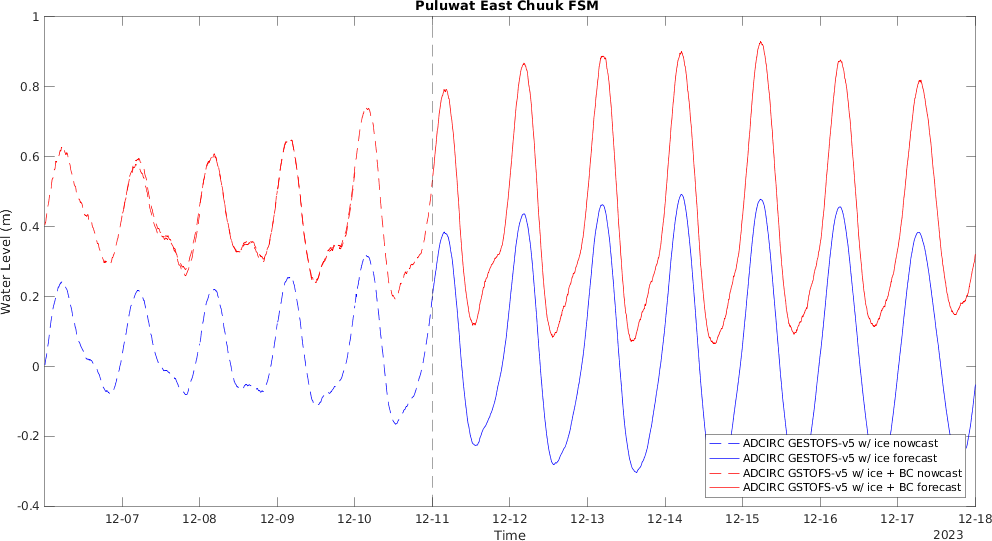 Puluwat East Chuuk FSM
1
0.8
0.6
0.4
0.2
0
-0.2
-0.4
Water Level (m)
ADCIRC GESTOFS-v5 w/ ice nowcast
ADCIRC GESTOFS-v5 w/ ice forecast
ADCIRC GSTOFS-v5 w/ ice + BC nowcast
ADCIRC GSTOFS-v5 w/ ice + BC forecast
12-07 12-08 12-09 12-10 12-11 12-12 12-13 12-14 12-15 12-16 12-17 12-18
Time
2023